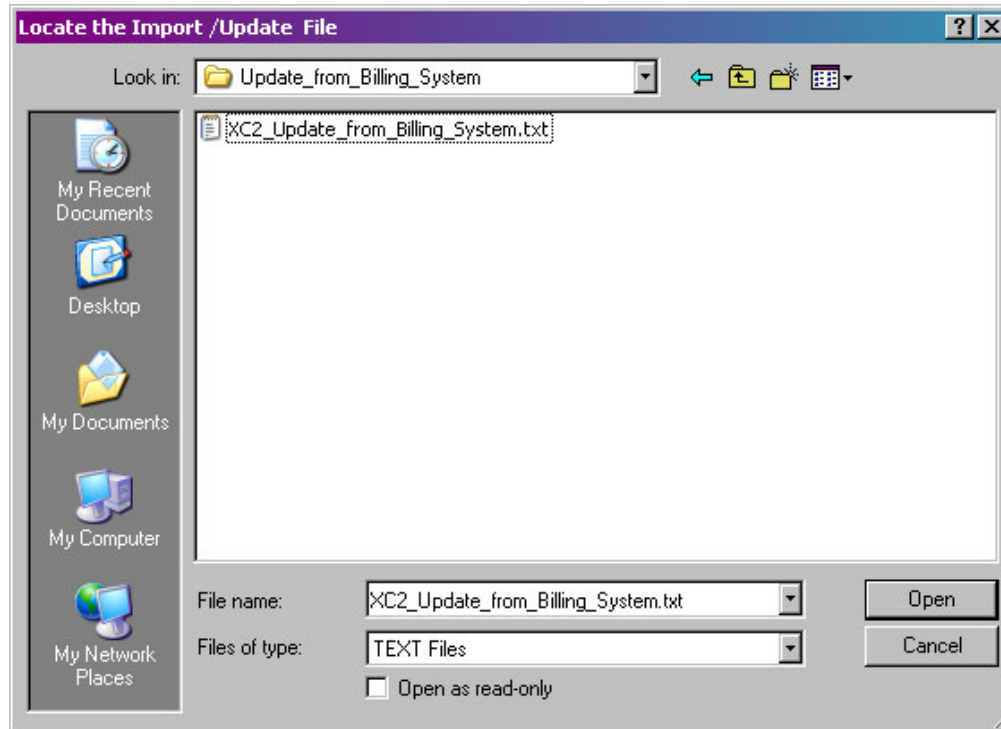 Locate the Import /Update File
Look in: Update_from_Billing_System
XC2_Update_from_Billing_System.txt
My Recent
Documents
Desktop
My Documents
My Computer
My Network
Places
File name: XC2_Update_from_Billing_System.txt Open
Files of type: TEXT Files Cancel
Open as read-only